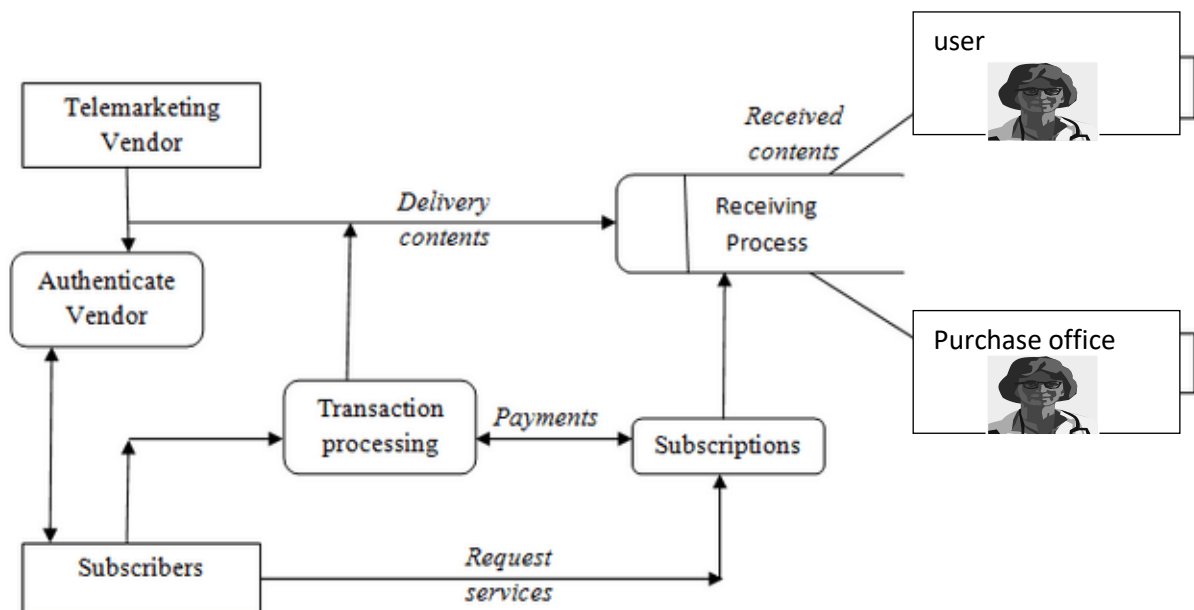 user
Telemarketing
Vendor
Received
contents
Delivery
contents
Receiving
Process
Authenticate
Vendor
Purchase office
Transaction
processing
Payments
Subscriptions
Subscribers
Request
services